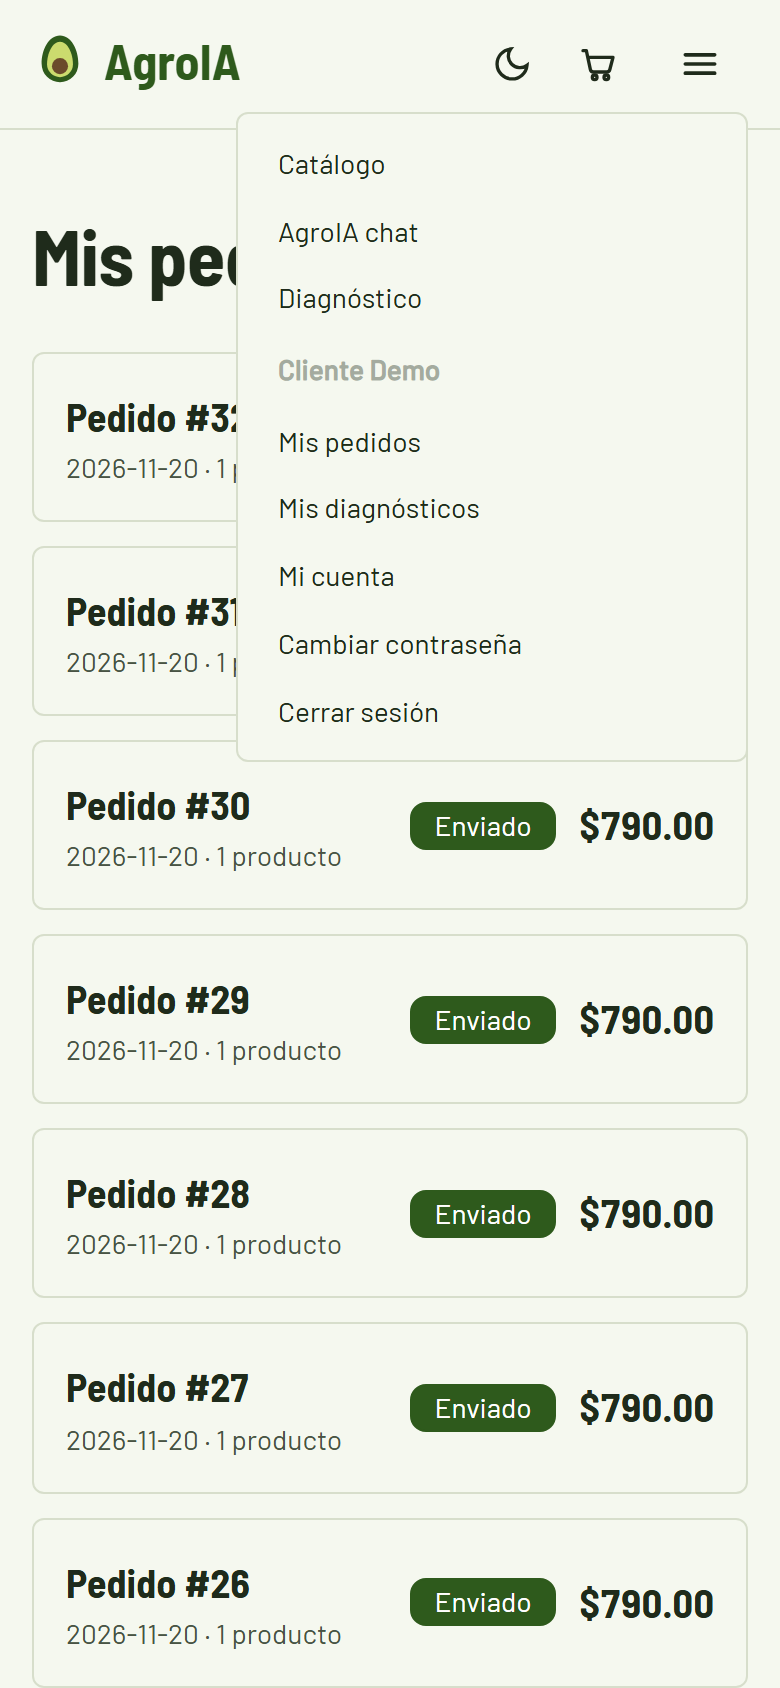 AgroIA
Catálogo
AgroIA chat
Diagnóstico
Cliente Demo
Mis pedidos
Mis diagnósticos
Mi cuenta
Cambiar contraseña
Cerrar sesión
Mis
Pedido #32
2026-11-20 · 1
Pedido #31
2026-11-20 · 1
Pedido #30
2026-11-20 · 1 producto
Enviado
$790.00
Pedido #29
2026-11-20 · 1 producto
Enviado
$790.00
Pedido #28
2026-11-20 · 1 producto
Enviado
$790.00
Pedido #27
2026-11-20 · 1 producto
Enviado
$790.00
Pedido #26
2026-11-20 · 1 producto
Enviado
$790.00